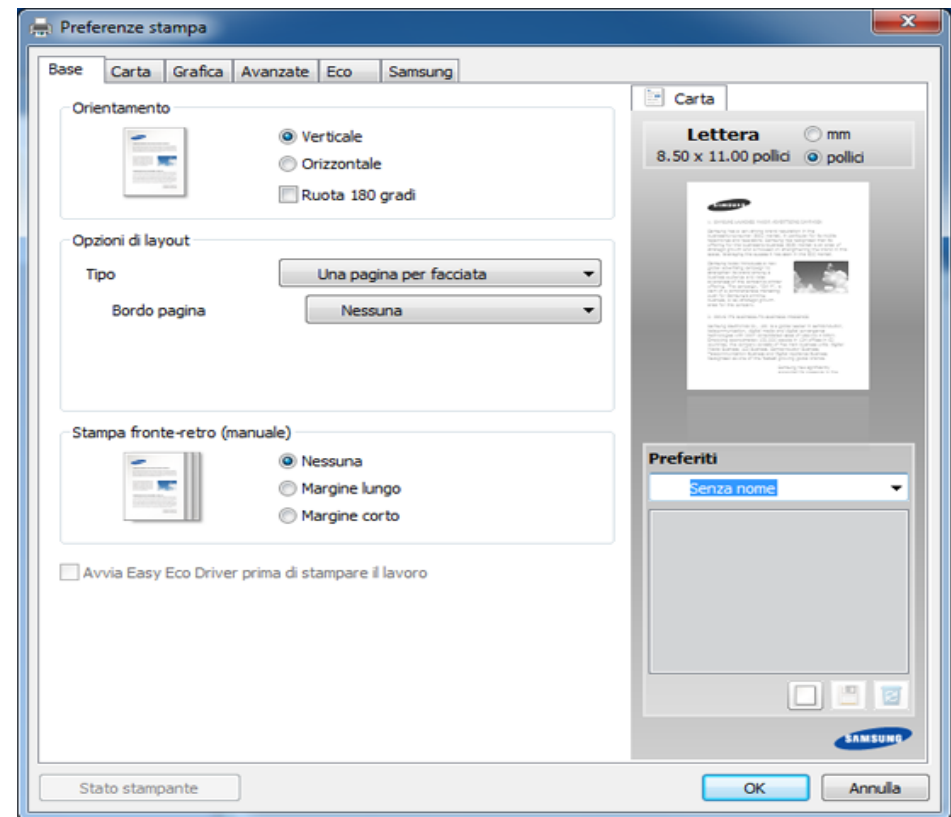 Preferenze stampa
Base Carta Grafica Avanzate Eco Samsung
Orientamento
Verticale
Orizzontale
Ruota 180 gradi
Opzioni di layout
Tipo Una pagina per facciata
Bordo pagina Nessuna
Stampa fronte-retro (manuale)
Nessuna
Margine lungo
Margine corto
Avvia Easy Eco Driver prima di stampare il lavoro
Carta
Lettera mm
8.50 x 11.00 pollici pollici
Preferiti
Senza nome
SAMSUNG
Stato stampante OK Annulla